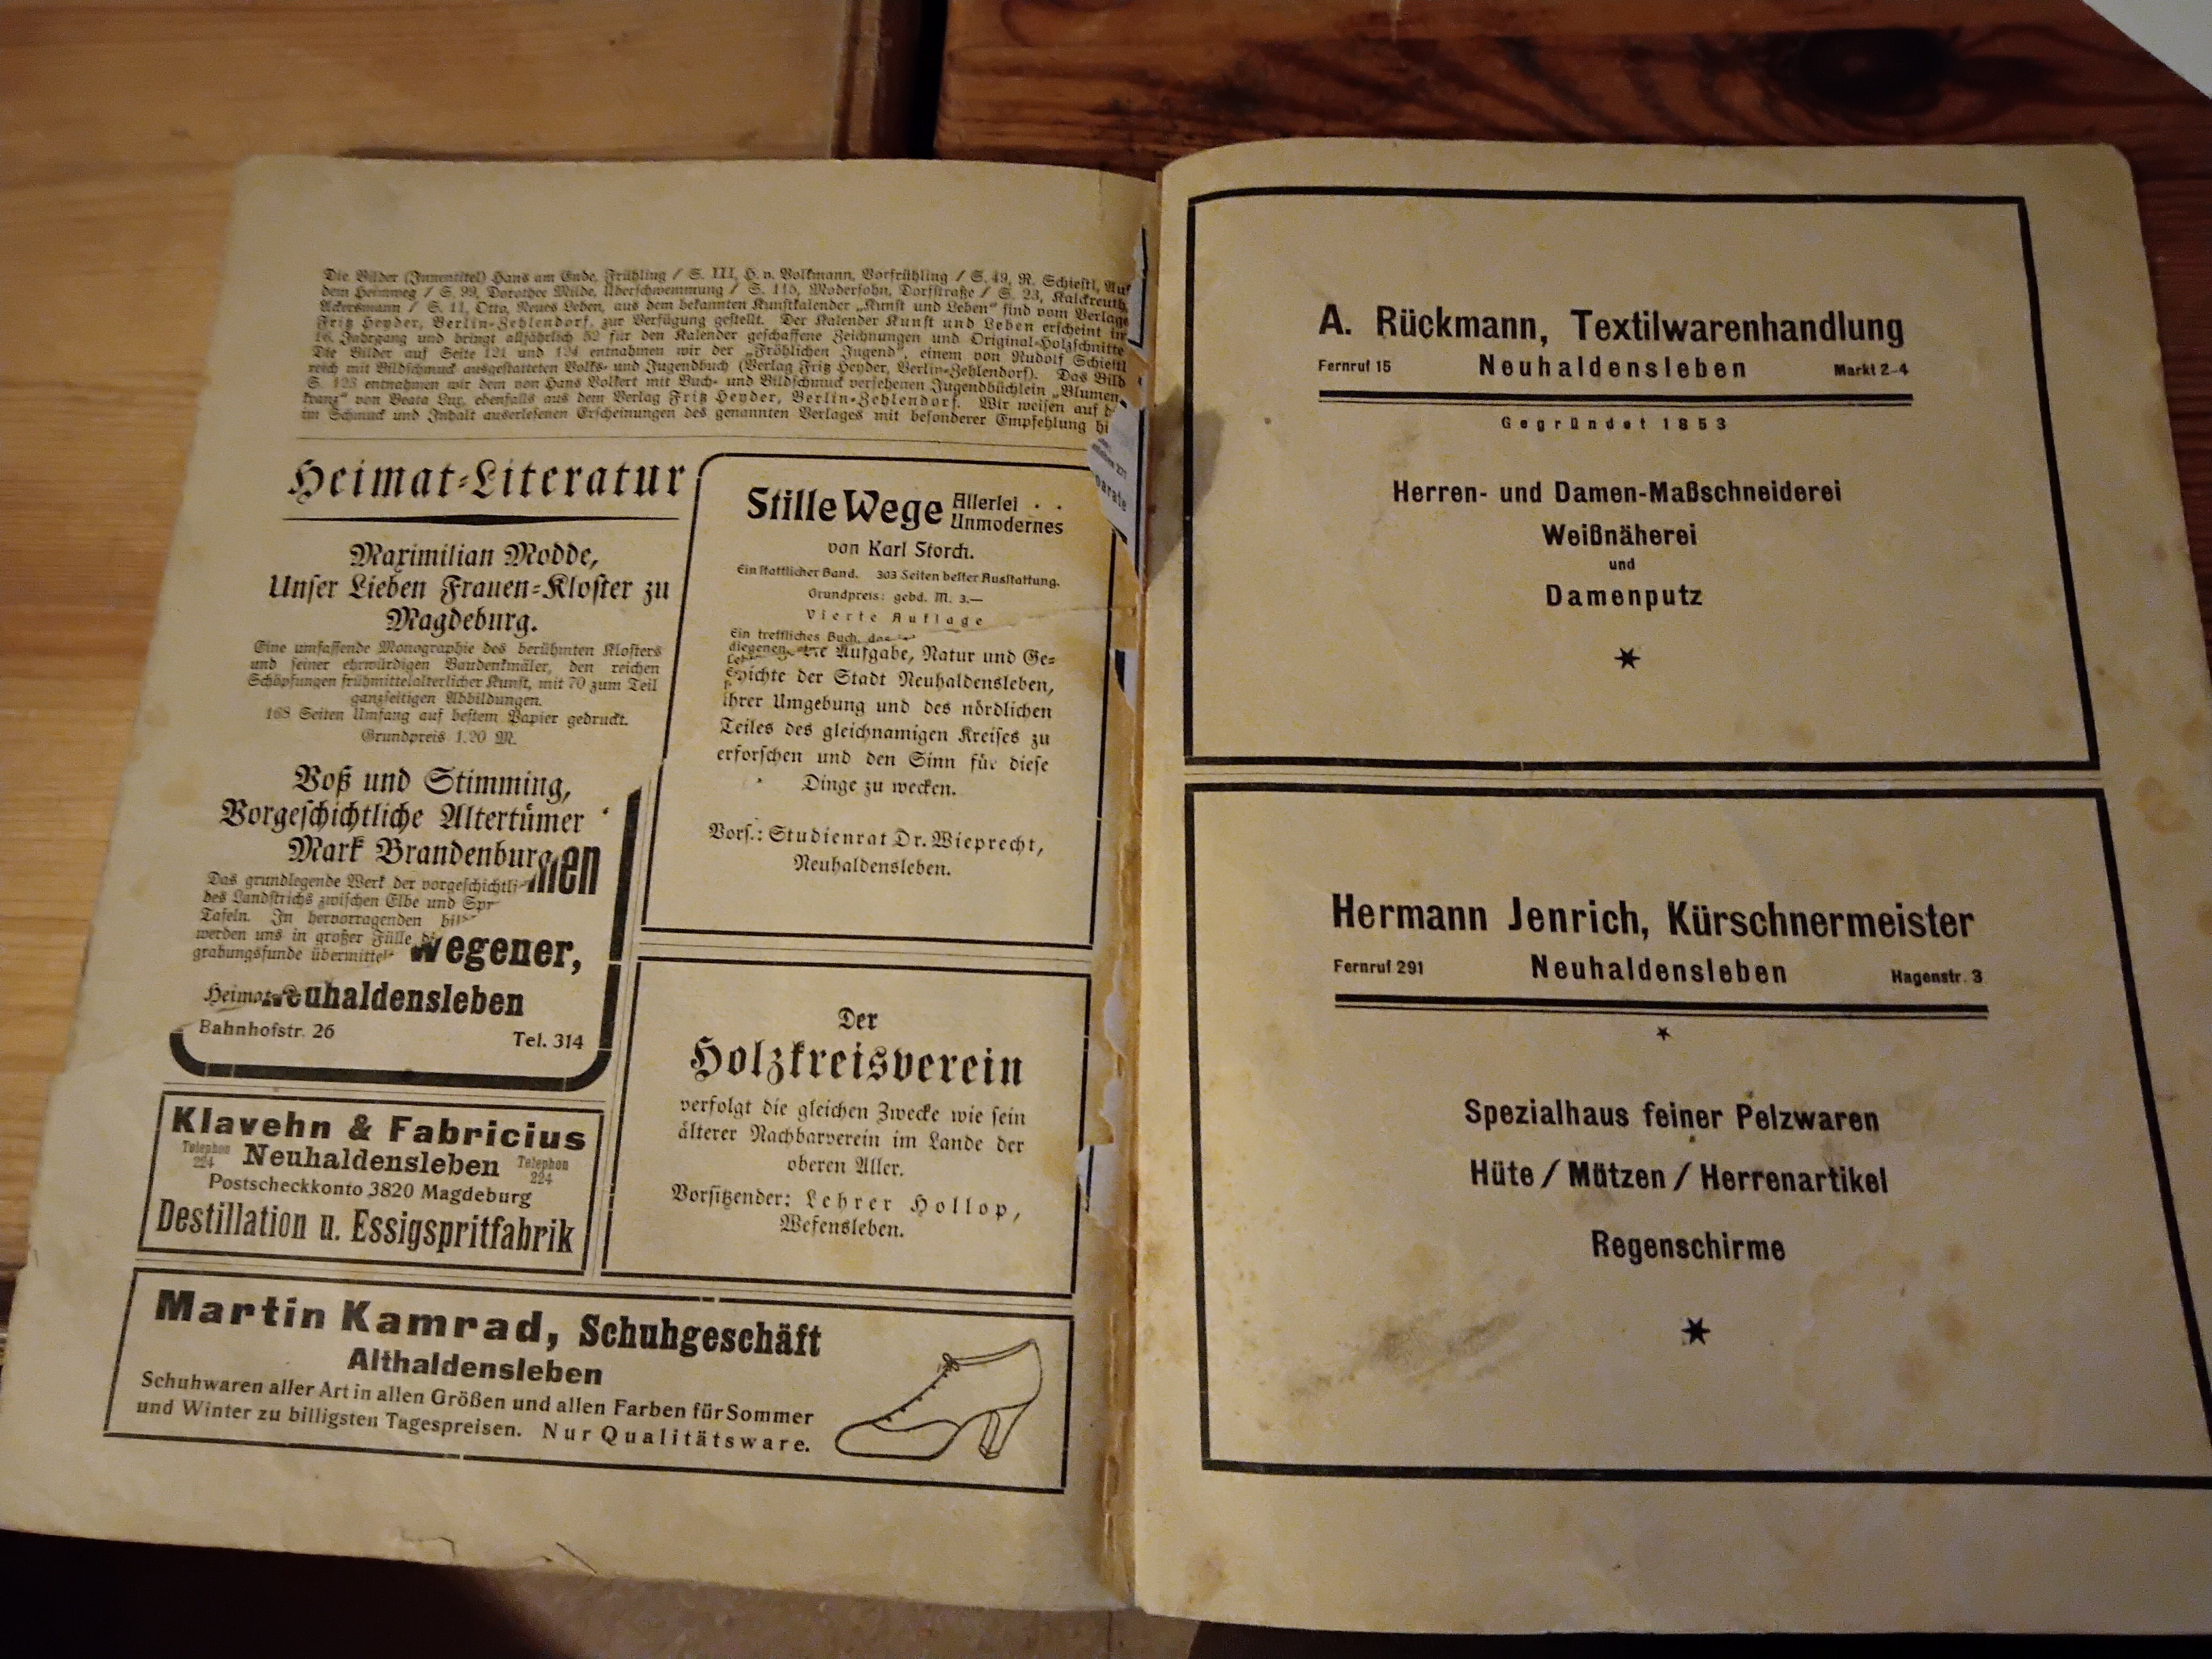 Die Bilder (Innentitel) Hans am Ende, Frühling / S. III, H. v. Volkmann, Vorfrühling / S. 49, R. Schiestl, Auf
dem Heimweg / S. 99, Dorothee Milde, Überschwemmung / S. 115, Modersohn, Dorfstraße / S. 23, Kalckreuth,
Ackersmann / S. 11, Otto, Neues Leben, aus dem bekannten Kunstkalender „Kunst und Leben“ sind vom Verlage
Fritz Heyder, Berlin-Zehlendorf, zur Verfügung gestellt. Der Kalender Kunst und Leben erscheint im
16. Jahrgang und bringt alljährlich 52 für den Kalender geschaffene Zeichnungen und Original-Holzschnitte
Die Bilder auf Seite 121 und 124 entnahmen wir der „Fröhlichen Jugend“, einem von Rudolf Schiestl
reich mit Bildschmuck ausgestatteten Volks- und Jugendbuch (Verlag Fritz Heyder, Berlin-Zehlendorf). Das Bild
S. 123 entnahmen wir dem von Hans Volkert mit Buch- und Bildschmuck versehenen Jugendbüchlein „Blumen-
kranz“ von Beata Lux, ebenfalls aus dem Verlag Fritz Heyder, Berlin-Zehlendorf. Wir weisen auf
im Schmuck und Inhalt auserlesenen Erscheinungen des genannten Verlages mit besonderer Empfehlung hi
Heimat-Literatur
Maximilian Modde,
Unser Lieben Frauen-Kloster zu
Magdeburg.
Eine umfassende Monographie des berühmten Klosters
und seiner ehrwürdigen Baudenkmäler, den reichen
Schöpfungen frühmittelalterlicher Kunst, mit 70 zum Teil
ganzseitigen Abbildungen.
168 Seiten Umfang auf bestem Papier gedruckt.
Grundpreis 1.20 M.
Voß und Stimming,
Vorgeschichtliche Altertümer
Mark Brandenburg
men
Das grundlegende Werk der vorgeschichtli
des Landstrichs zwischen Elbe und Spr
Tafeln. In hervorragenden bil
werden uns in großer Fülle di
grabungsfunde übermittelt
Wegener,
Heimat
euhaldensleben
Bahnhofstr. 26 Tel. 314
Klavehn & Fabricius
Telephon 224 Neuhaldensleben Telephon 224
Postscheckkonto 3820 Magdeburg
Destillation u. Essigspritfabrik
Stille Wege Allerlei
Unmodernes
von Karl Storch.
Ein stattlicher Band. 303 Seiten bester Ausstattung.
Grundpreis: gebd. M. 3.—
Vierte Auflage
Ein treffliches Buch, das
diegenen
Aufgabe, Natur und Ge-
schichte der Stadt Neuhaldensleben,
ihrer Umgebung und des nördlichen
Teiles des gleichnamigen Kreises zu
erforschen und den Sinn für diese
Dinge zu wecken.
Vors.: Studienrat Dr. Wieprecht,
Neuhaldensleben.
Der
Holzkreisverein
verfolgt die gleichen Zwecke wie sein
älterer Nachbarverein im Lande der
oberen Aller.
Vorsitzender: Lehrer Hollop,
Wefensleben.
Martin Kamrad, Schuhgeschäft
Althaldensleben
Schuhwaren aller Art in allen Größen und allen Farben für Sommer
und Winter zu billigsten Tagespreisen. Nur Qualitätsware.
A. Rückmann, Textilwarenhandlung
Fernruf 15 Neuhaldensleben Markt 2-4
Gegründet 1853
Herren- und Damen-Maßschneiderei
Weißnäherei
und
Damenputz
Hermann Jenrich, Kürschnermeister
Fernruf 291 Neuhaldensleben Hagenstr. 3
Spezialhaus feiner Pelzwaren
Hüte / Mützen / Herrenartikel
Regenschirme